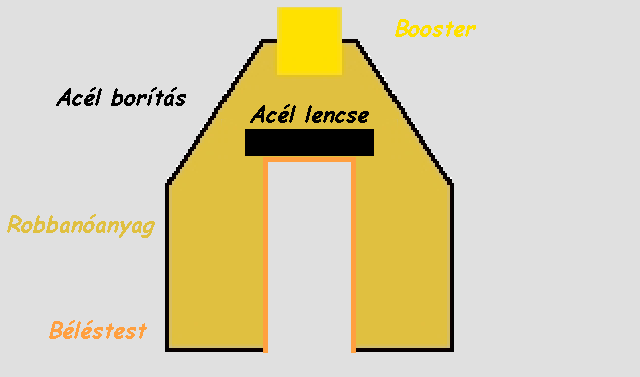 Booster
Acél borítás
Acél lencse
Robbanóanyag
Béléstest